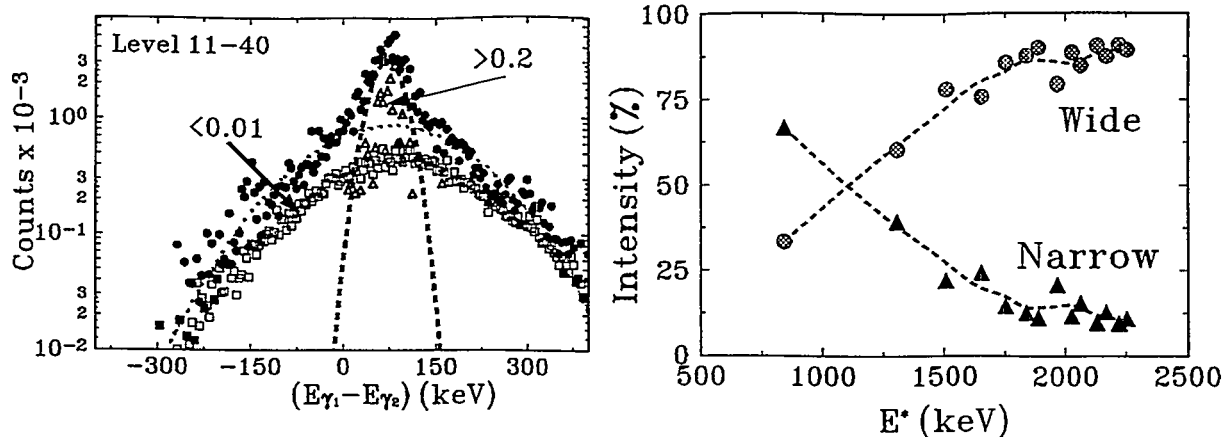 Level 11-40
>0.2
<0.01
Counts x 10⁻³
3
2
10⁰
3
2
10⁻¹
3
2
10⁻²
-300 -150 0 150 300
(Eγ₁-Eγ₂) (keV)
100
75
50
25
0
Intensity (%)
Wide
Narrow
500 1000 1500 2000 2500
E* (keV)